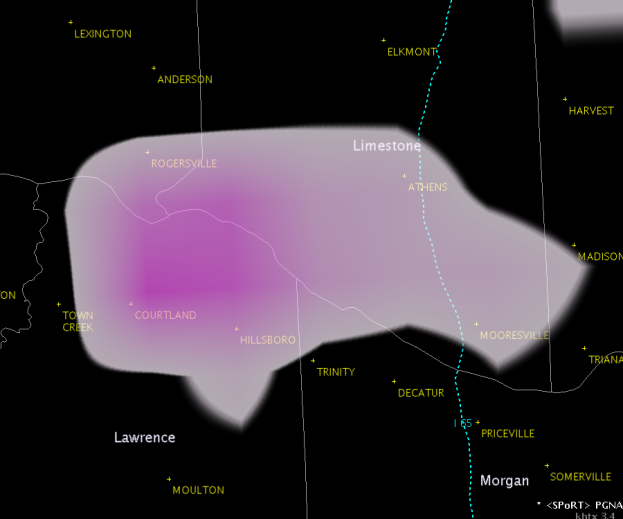 LEXINGTON
ELKMONT
ANDERSON
HARVEST
Limestone
ROGERSVILLE
ATHENS
MADISON
ON
TOWN
CREEK
COURTLAND
HILLSBORO
MOORESVILLE
TRINITY
TRIANA
DECATUR
I 65
PRICEVILLE
Lawrence
MOULTON
Morgan
SOMERVILLE
* <SPoRT> PGNA
khtx 3.4